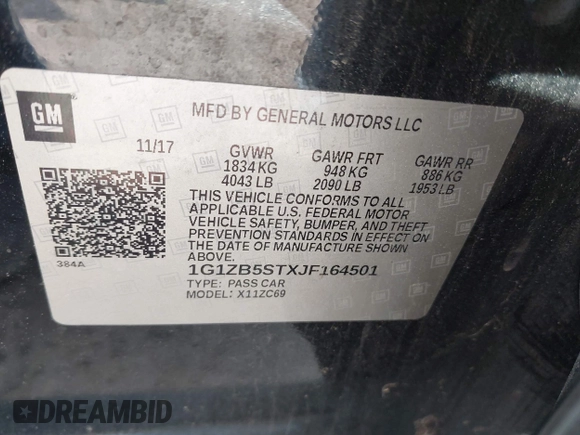 GM
MFD BY GENERAL MOTORS LLC
11/17 GVWR GAWR FRT GAWR RR
1834 KG 948 KG 886 KG
4043 LB 2090 LB 1953 LB
THIS VEHICLE CONFORMS TO ALL
APPLICABLE U.S. FEDERAL MOTOR
VEHICLE SAFETY, BUMPER, AND THEFT
PREVENTION STANDARDS IN EFFECT ON
THE DATE OF MANUFACTURE SHOWN
ABOVE.
384A
1G1ZB5STXJF164501
TYPE: PASS CAR
MODEL: X11ZC69
DREAMBID